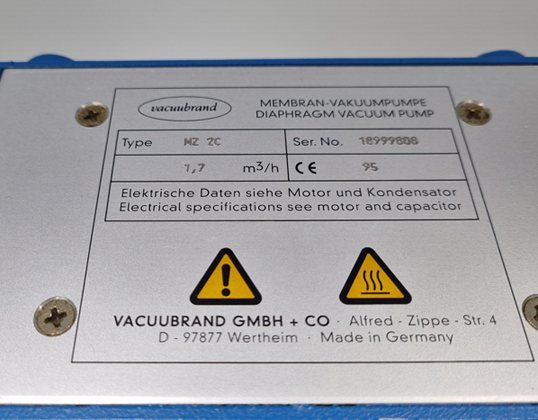 vacuubrand
MEMBRAN-VAKUUMPUMPE
DIAPHRAGM VACUUM PUMP
Type MZ 2C Ser. No. 18999808
1,7 m3/h CE 95
Elektrische Daten siehe Motor und Kondensator
Electrical specifications see motor and capacitor
VACUUBRAND GMBH + CO · Alfred - Zippe - Str. 4
D - 97877 Wertheim · Made in Germany